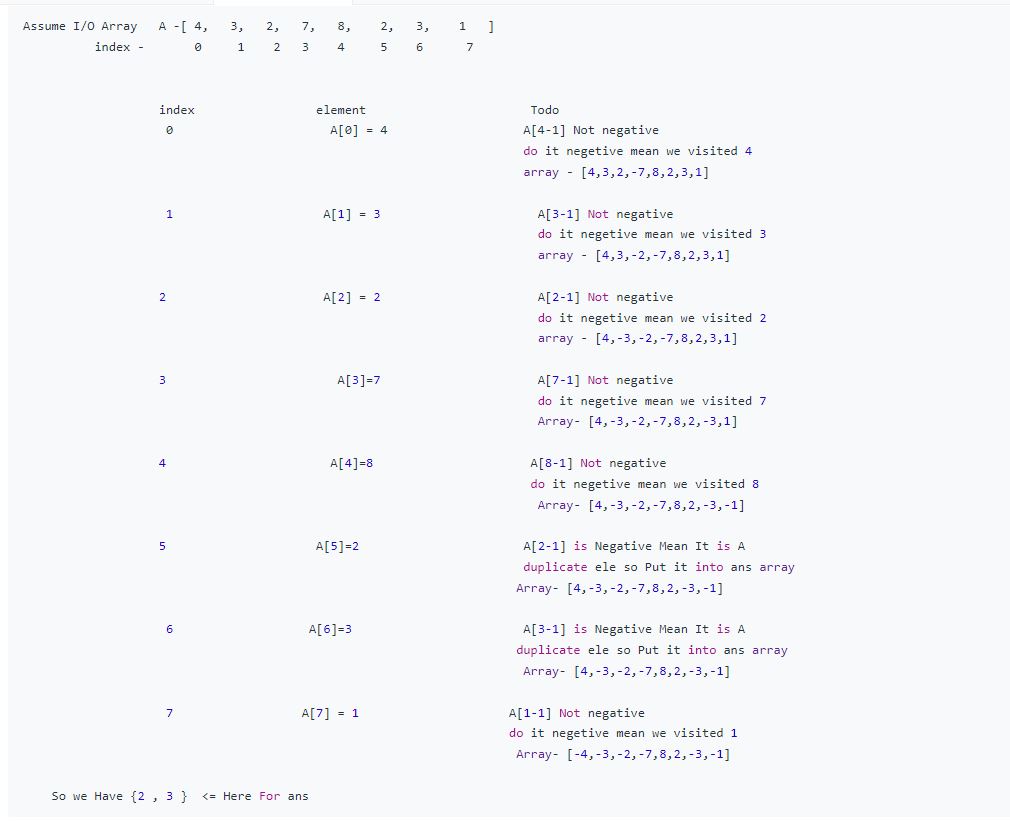 Assume I/O Array A -[ 4, 3, 2, 7, 8, 2, 3, 1 ]
index - 0 1 2 3 4 5 6 7
index element Todo
0 A[0] = 4 A[4-1] Not negative
do it negetive mean we visited 4
array - [4,3,2,-7,8,2,3,1]
1 A[1] = 3 A[3-1] Not negative
do it negetive mean we visited 3
array - [4,3,-2,-7,8,2,3,1]
2 A[2] = 2 A[2-1] Not negative
do it negetive mean we visited 2
array - [4,-3,-2,-7,8,2,3,1]
3 A[3]=7 A[7-1] Not negative
do it negetive mean we visited 7
Array- [4,-3,-2,-7,8,2,-3,1]
4 A[4]=8 A[8-1] Not negative
do it negetive mean we visited 8
Array- [4,-3,-2,-7,8,2,-3,-1]
5 A[5]=2 A[2-1] is Negative Mean It is A
duplicate ele so Put it into ans array
Array- [4,-3,-2,-7,8,2,-3,-1]
6 A[6]=3 A[3-1] is Negative Mean It is A
duplicate ele so Put it into ans array
Array- [4,-3,-2,-7,8,2,-3,-1]
7 A[7] = 1 A[1-1] Not negative
do it negetive mean we visited 1
Array- [-4,-3,-2,-7,8,2,-3,-1]
So we Have {2 , 3 } <= Here For ans